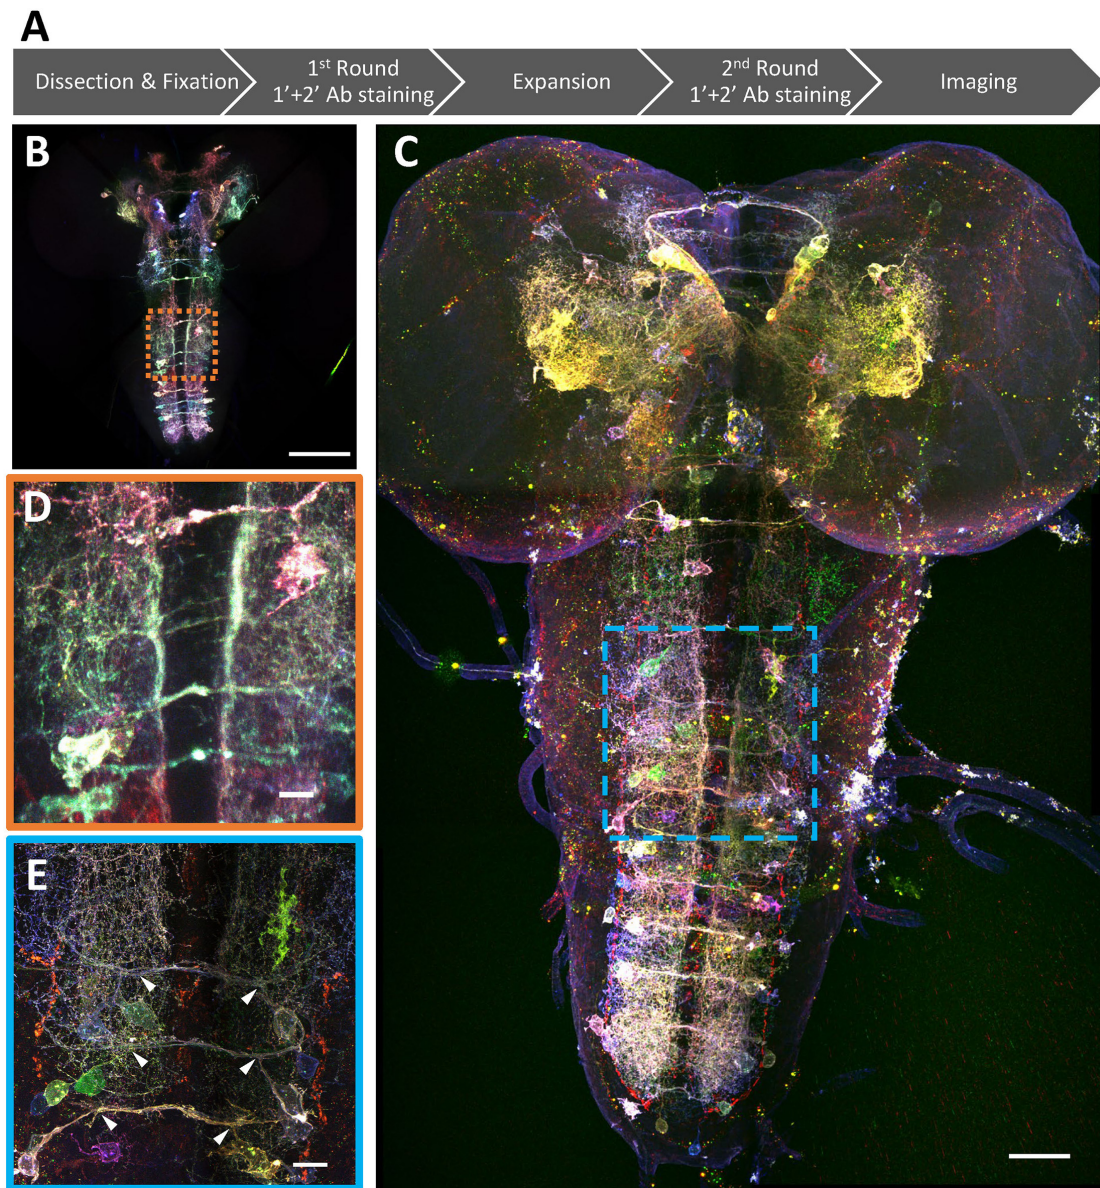 A
Dissection & Fixation
1st Round
1'+2' Ab staining
Expansion
2nd Round
1'+2' Ab staining
Imaging
B
C
D
E